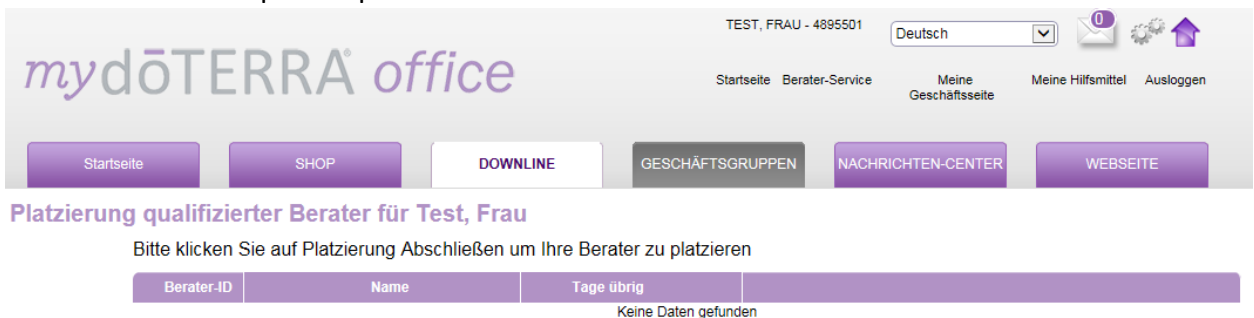 TEST, FRAU - 4895501
Deutsch
0
mydōTERRA® office
Startseite Berater-Service Meine Geschäftsseite Meine Hilfsmittel Ausloggen
Startseite SHOP DOWNLINE GESCHÄFTSGRUPPEN NACHRICHTEN-CENTER WEBSEITE
Platzierung qualifizierter Berater für Test, Frau
Bitte klicken Sie auf Platzierung Abschließen um Ihre Berater zu platzieren
Berater-ID Name Tage übrig
Keine Daten gefunden